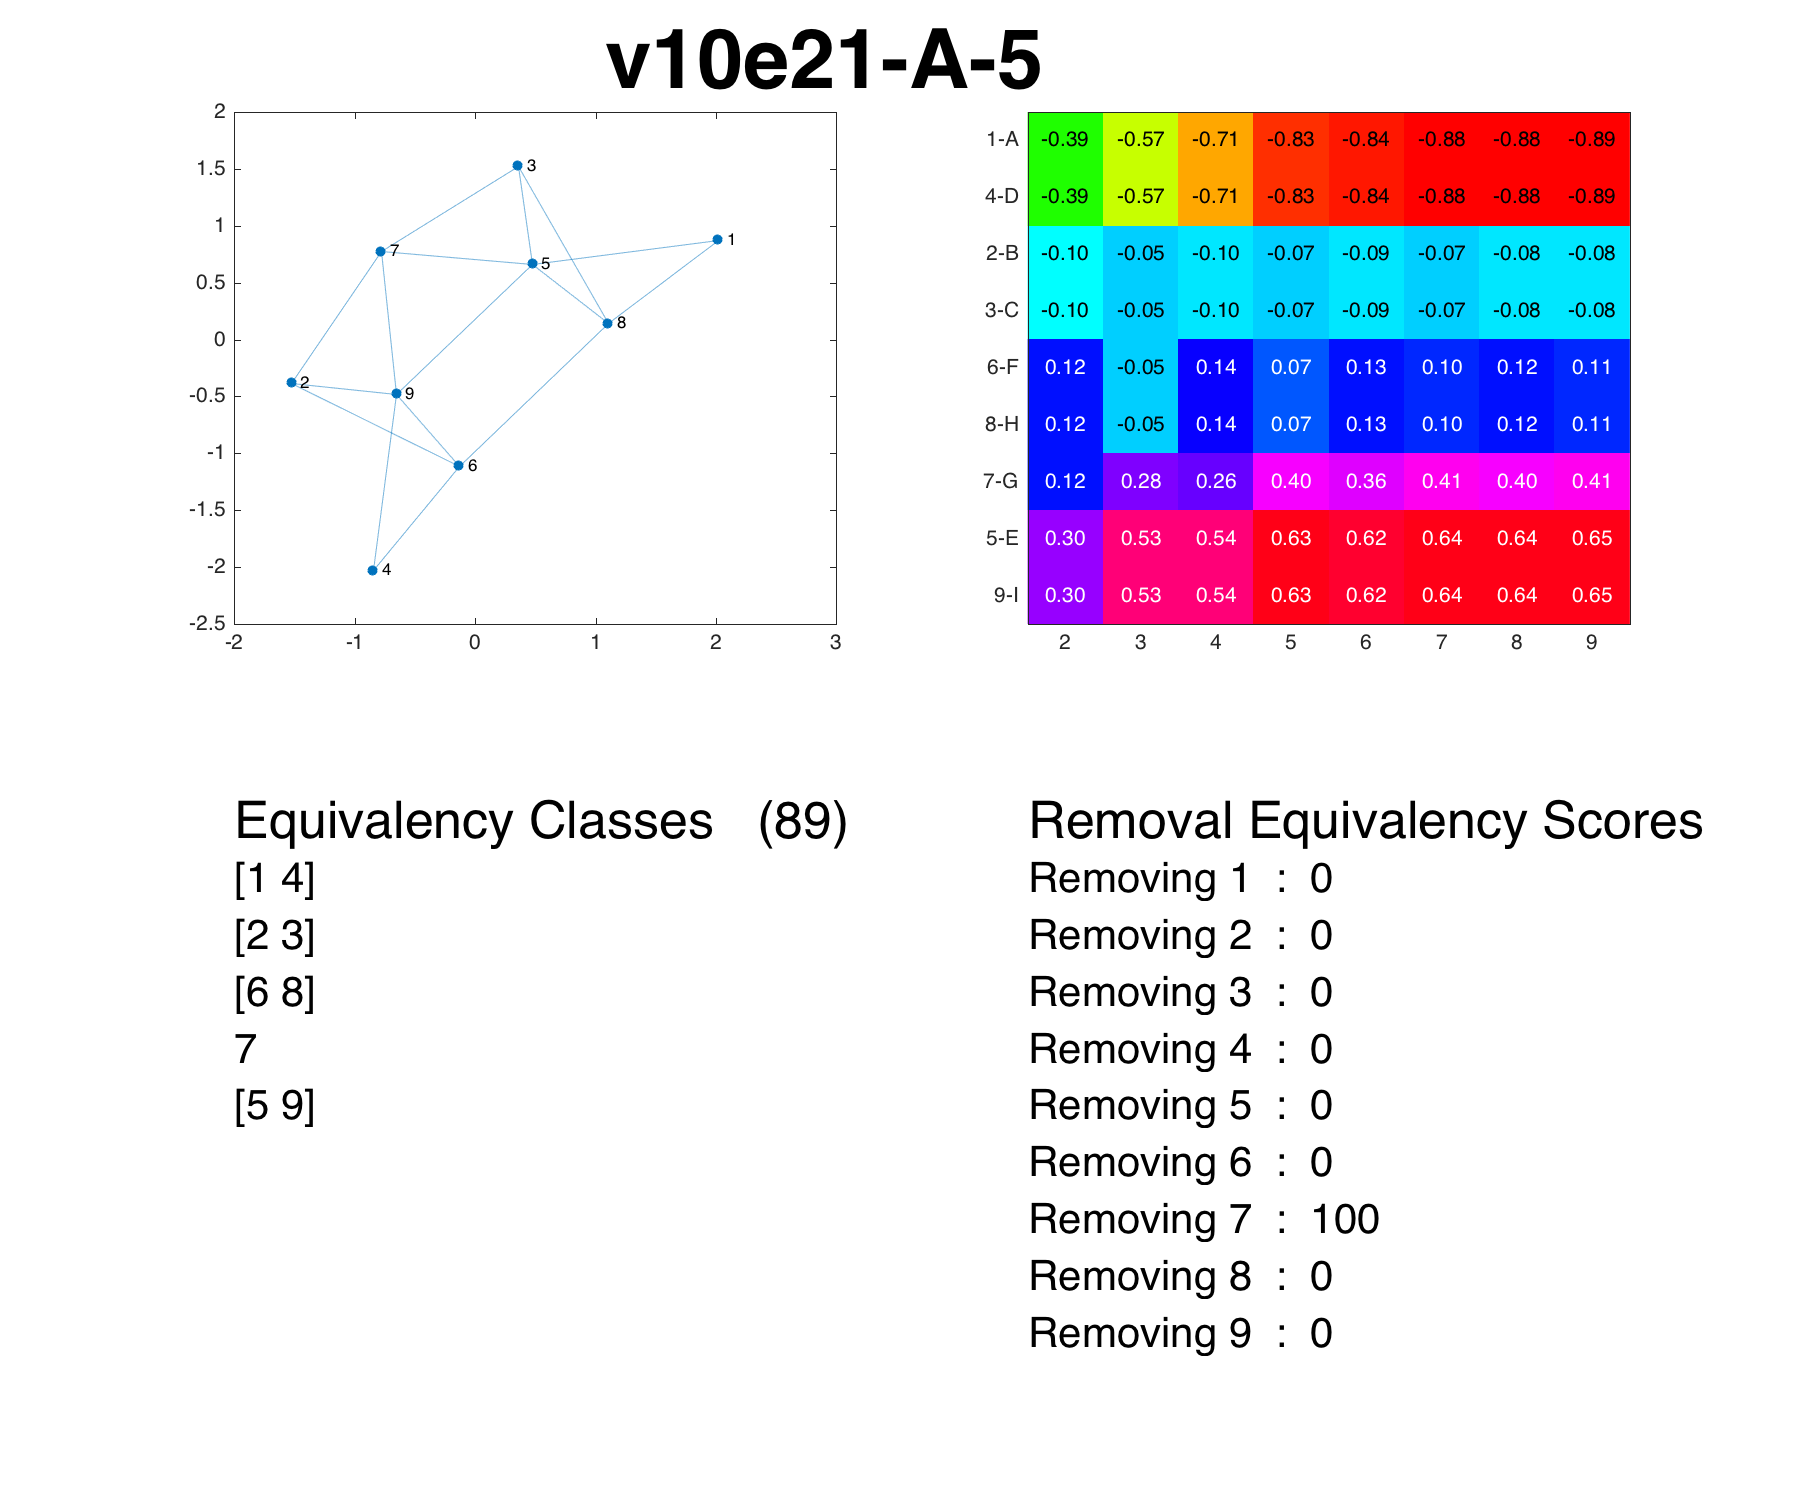 v10e21-A-5
2
1.5
1
0.5
0
-0.5
-1
-1.5
-2
-2.5
-2 -1 0 1 2 3
3
1
7
5
8
2
9
6
4
1-A -0.39 -0.57 -0.71 -0.83 -0.84 -0.88 -0.88 -0.89
4-D -0.39 -0.57 -0.71 -0.83 -0.84 -0.88 -0.88 -0.89
2-B -0.10 -0.05 -0.10 -0.07 -0.09 -0.07 -0.08 -0.08
3-C -0.10 -0.05 -0.10 -0.07 -0.09 -0.07 -0.08 -0.08
6-F 0.12 -0.05 0.14 0.07 0.13 0.10 0.12 0.11
8-H 0.12 -0.05 0.14 0.07 0.13 0.10 0.12 0.11
7-G 0.12 0.28 0.26 0.40 0.36 0.41 0.40 0.41
5-E 0.30 0.53 0.54 0.63 0.62 0.64 0.64 0.65
9-I 0.30 0.53 0.54 0.63 0.62 0.64 0.64 0.65
2 3 4 5 6 7 8 9
Equivalency Classes (89)
[1 4]
[2 3]
[6 8]
7
[5 9]
Removal Equivalency Scores
Removing 1 : 0
Removing 2 : 0
Removing 3 : 0
Removing 4 : 0
Removing 5 : 0
Removing 6 : 0
Removing 7 : 100
Removing 8 : 0
Removing 9 : 0